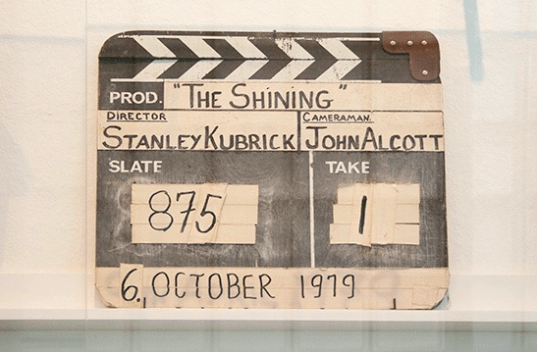 PROD. "THE SHINING"
DIRECTOR CAMERAMAN
STANLEY KUBRICK JOHN ALCOTT
SLATE TAKE
875 1
6. OCTOBER 1979